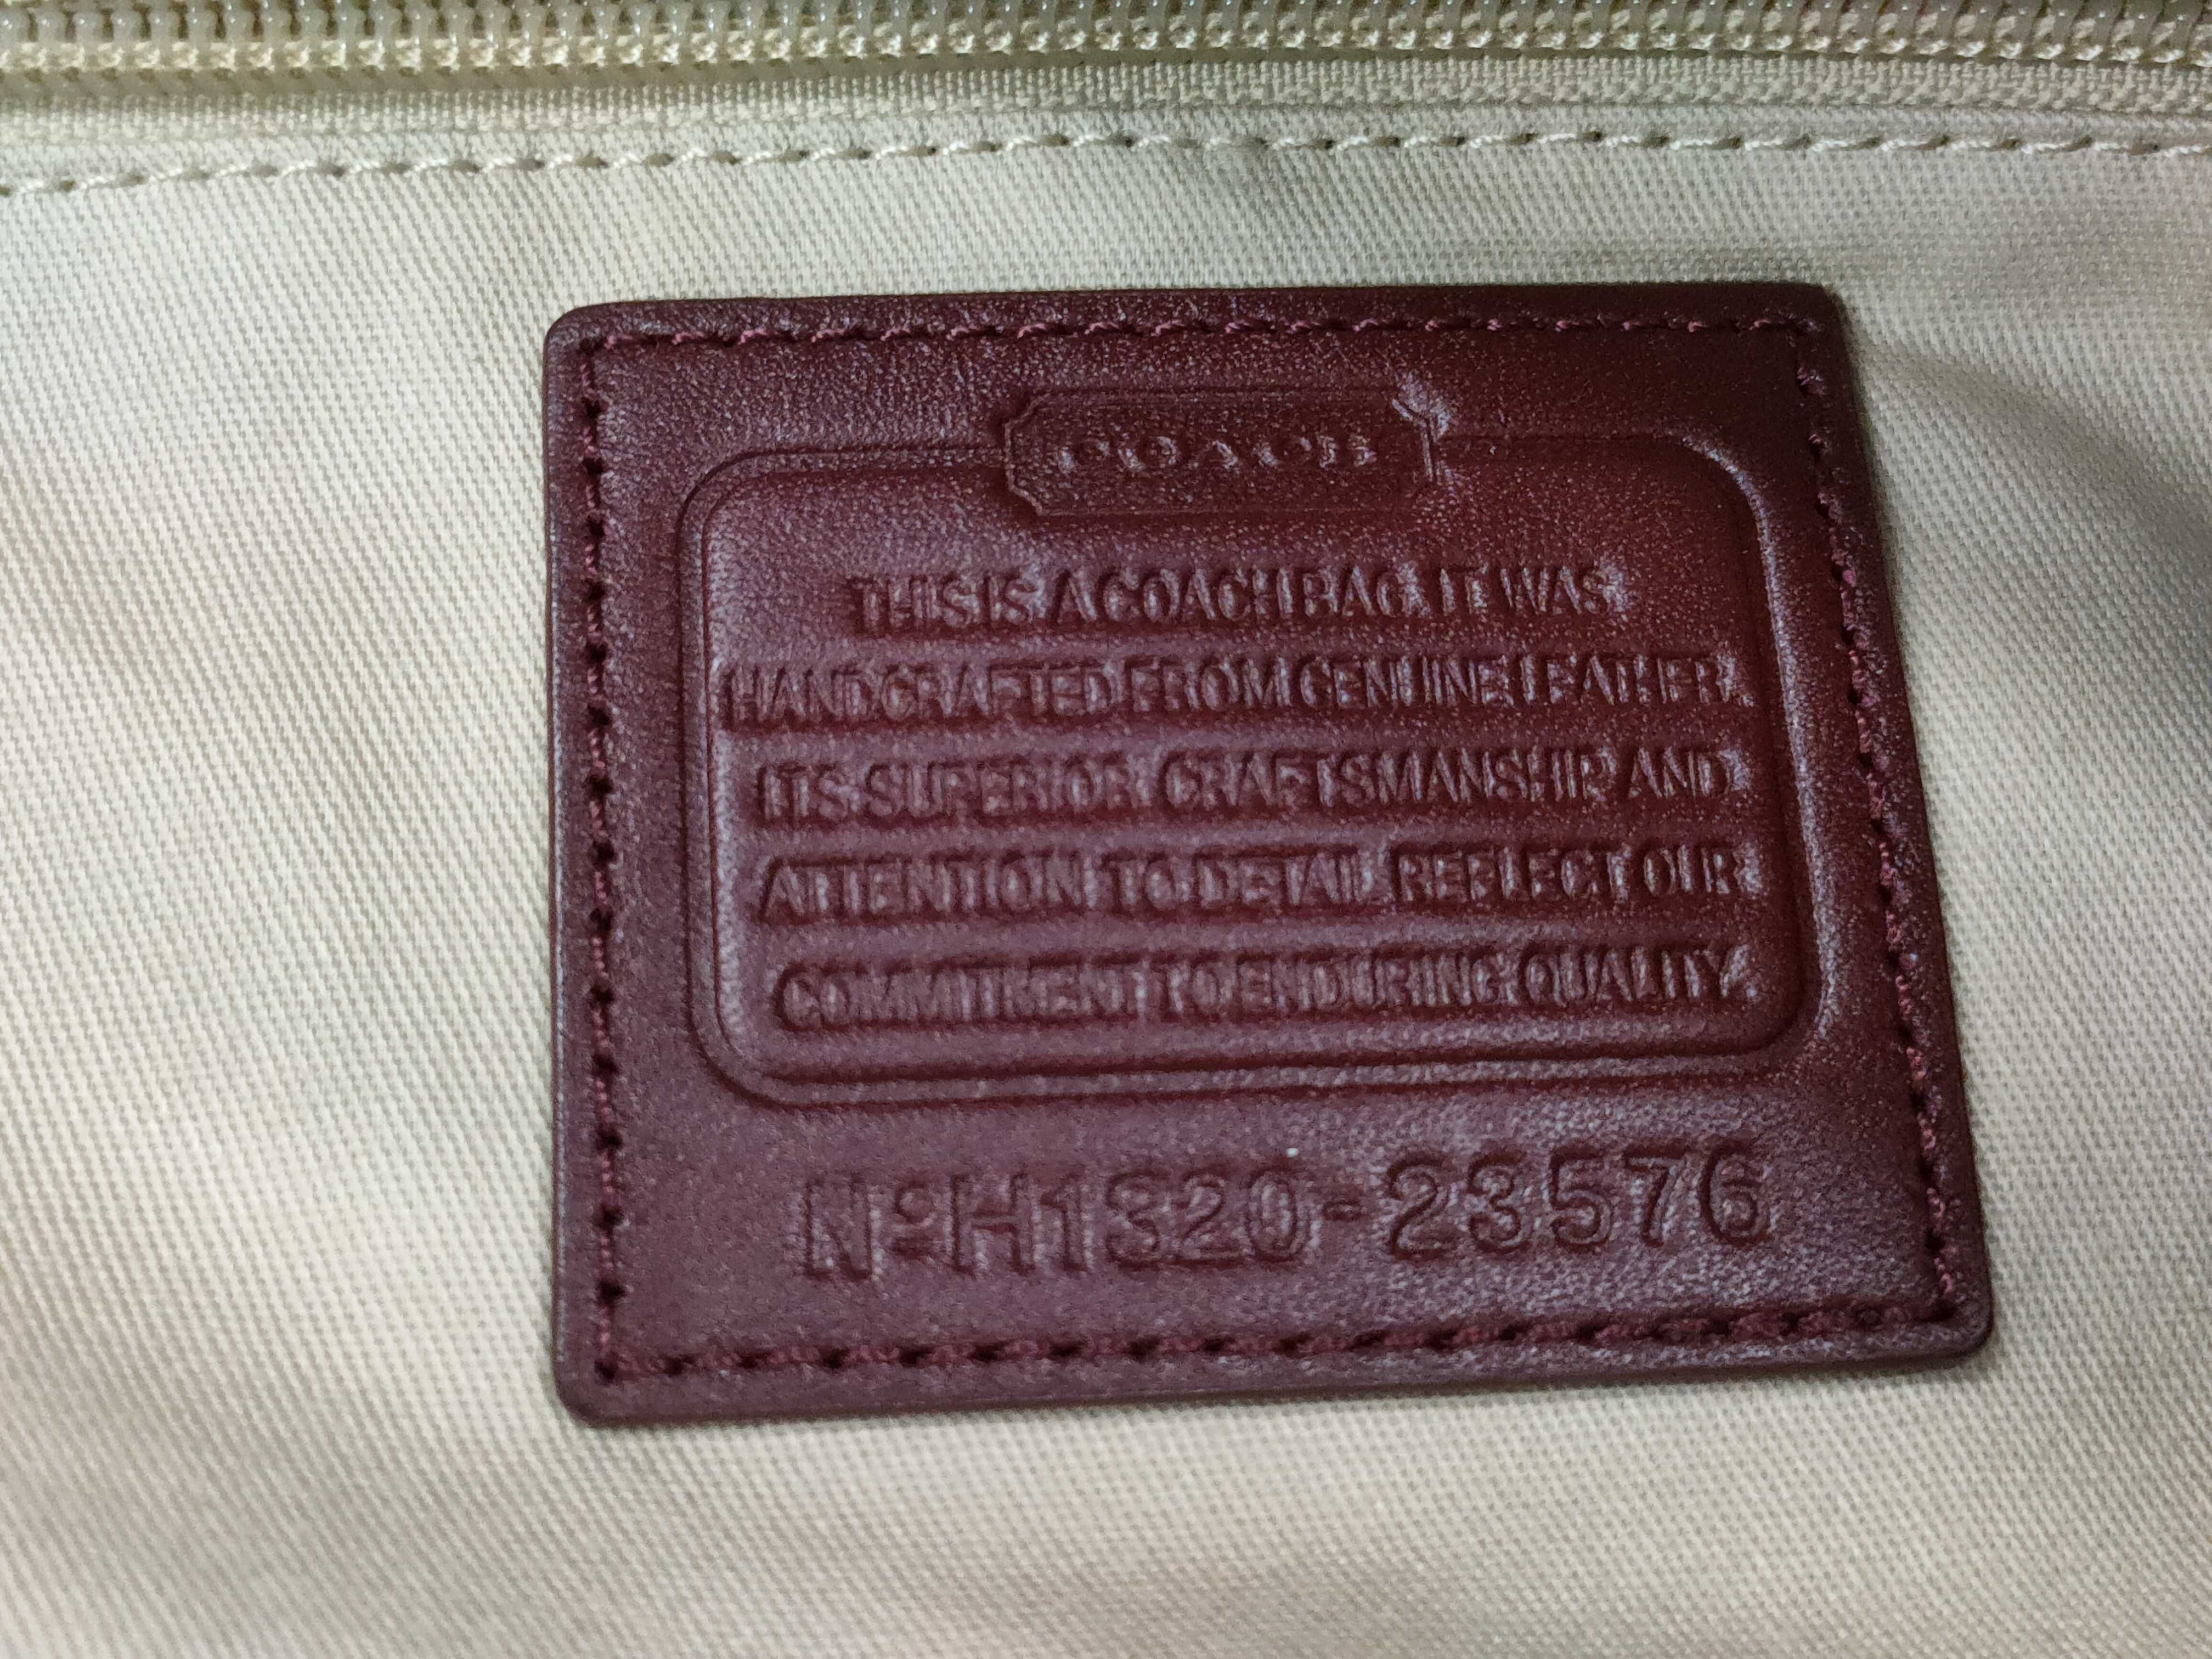 COACH
THIS IS A COACH BAG. IT WAS
HANDCRAFTED FROM GENUINE LEATHER.
ITS SUPERIOR CRAFTSMANSHIP AND
ATTENTION TO DETAIL REFLECT OUR
COMMITMENT TO ENDURING QUALITY.
Nº H1320-23576